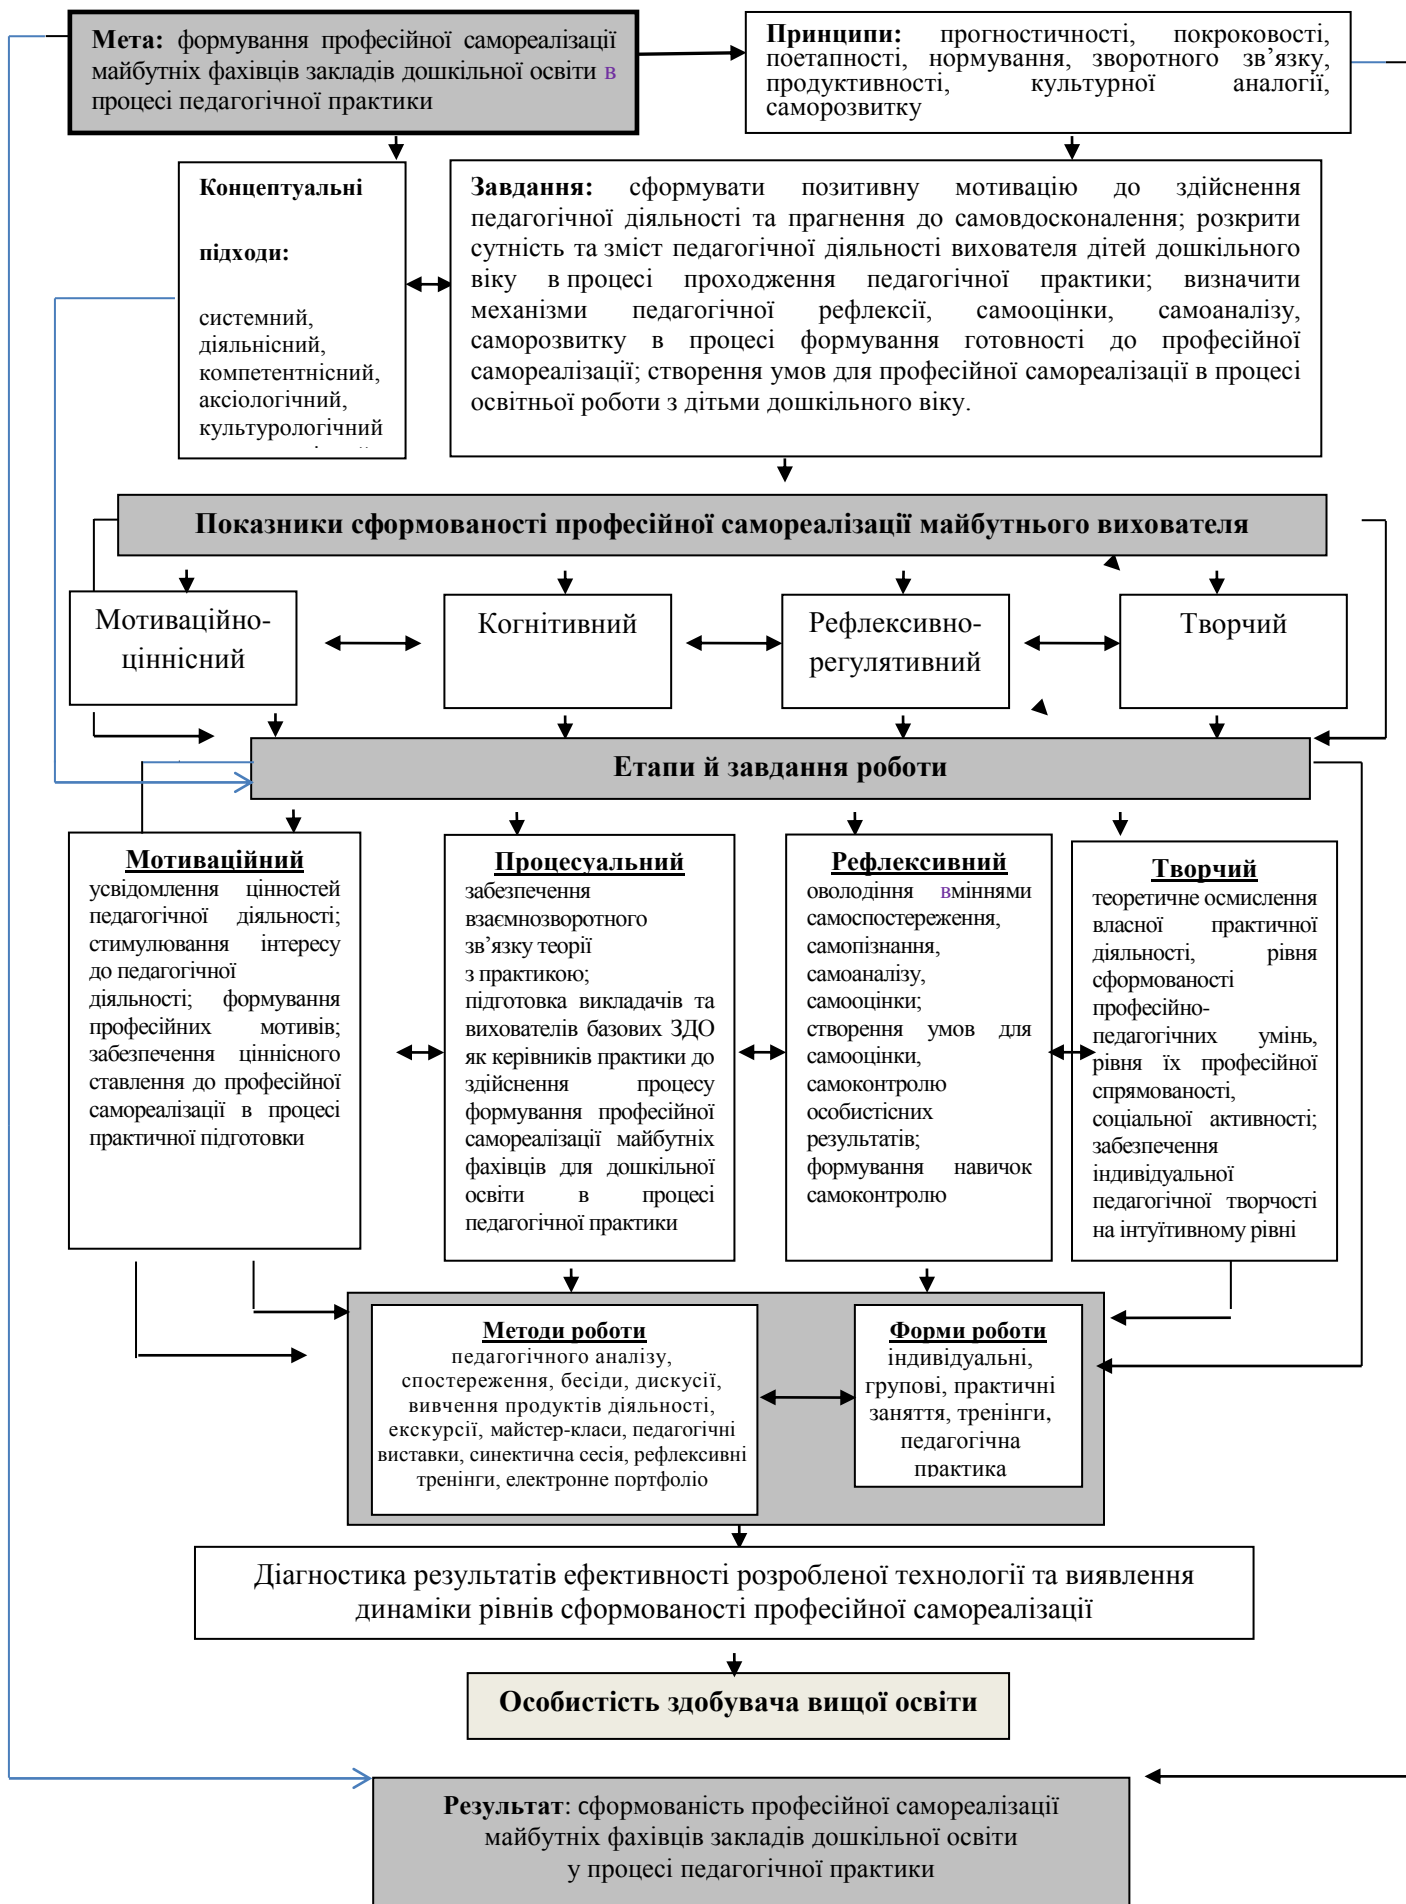 Мета: формування професійної самореалізації
майбутніх фахівців закладів дошкільної освіти в
процесі педагогічної практики
Принципи: прогностичності, покроковості,
поетапності, нормування, зворотного зв’язку,
продуктивності, культурної аналогії,
саморозвитку
Концептуальні
підходи:
системний,
діяльнісний,
компетентнісний,
аксіологічний,
культурологічний
Завдання: сформувати позитивну мотивацію до здійснення
педагогічної діяльності та прагнення до самовдосконалення; розкрити
сутність та зміст педагогічної діяльності вихователя дітей дошкільного
віку в процесі проходження педагогічної практики; визначити
механізми педагогічної рефлексії, самооцінки, самоаналізу,
саморозвитку в процесі формування готовності до професійної
самореалізації; створення умов для професійної самореалізації в процесі
освітньої роботи з дітьми дошкільного віку.
Показники сформованості професійної самореалізації майбутнього вихователя
Мотиваційно-
ціннісний
Когнітивний
Рефлексивно-
регулятивний
Творчий
Етапи й завдання роботи
Мотиваційний
усвідомлення цінностей
педагогічної діяльності;
стимулювання інтересу
до педагогічної
діяльності; формування
професійних мотивів;
забезпечення ціннісного
ставлення до професійної
самореалізації в процесі
практичної підготовки
Процесуальний
забезпечення
взаємнозворотного
зв’язку теорії
з практикою;
підготовка викладачів та
вихователів базових ЗДО
як керівників практики до
здійснення процесу
формування професійної
самореалізації майбутніх
фахівців для дошкільної
освіти в процесі
педагогічної практики
Рефлексивний
оволодіння вміннями
самоспостереження,
самопізнання,
самоаналізу,
самооцінки;
створення умов для
самооцінки,
самоконтролю
особистісних
результатів;
формування навичок
самоконтролю
Творчий
теоретичне осмислення
власної практичної
діяльності, рівня
сформованості
професійно-
педагогічних умінь,
рівня їх професійної
спрямованості,
соціальної активності;
забезпечення
індивідуальної
педагогічної творчості
на інтуїтивному рівні
Методи роботи
педагогічного аналізу,
спостереження, бесіди, дискусії,
вивчення продуктів діяльності,
екскурсії, майстер-класи, педагогічні
виставки, синектична сесія, рефлексивні
тренінги, електронне портфоліо
Форми роботи
індивідуальні,
групові, практичні
заняття, тренінги,
педагогічна
практика
Діагностика результатів ефективності розробленої технології та виявлення
динаміки рівнів сформованості професійної самореалізації
Особистість здобувача вищої освіти
Результат: сформованість професійної самореалізації
майбутніх фахівців закладів дошкільної освіти
у процесі педагогічної практики